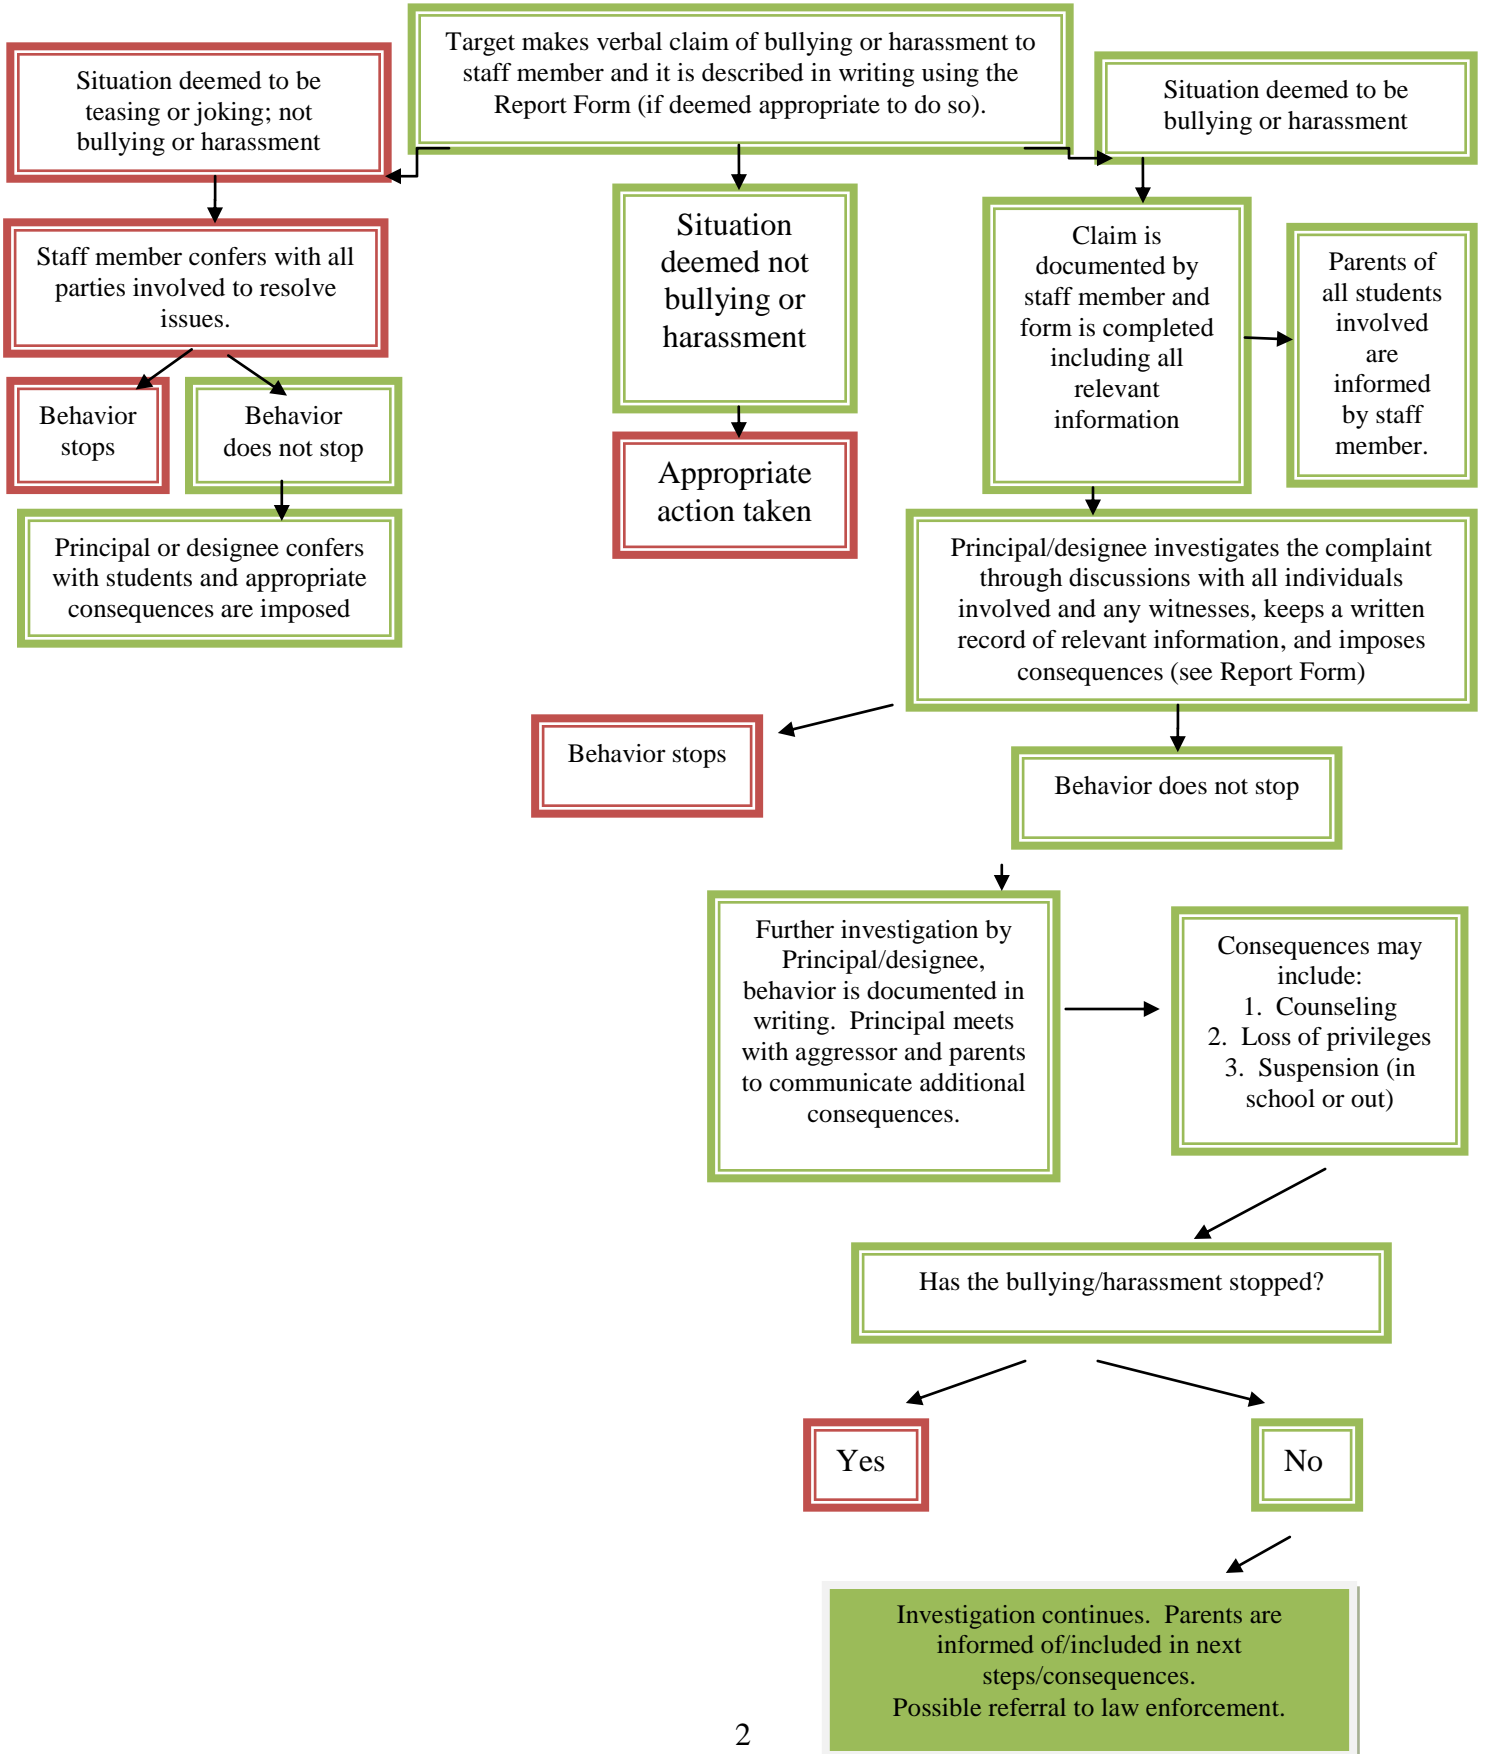 Target makes verbal claim of bullying or harassment to
staff member and it is described in writing using the
Report Form (if deemed appropriate to do so).
Situation deemed to be
teasing or joking; not
bullying or harassment
Situation deemed to be
bullying or harassment
Staff member confers with all
parties involved to resolve
issues.
Behavior
stops
Behavior
does not stop
Principal or designee confers
with students and appropriate
consequences are imposed
Situation
deemed not
bullying or
harassment
Appropriate
action taken
Claim is
documented by
staff member and
form is completed
including all
relevant
information
Parents of
all students
involved
are
informed
by staff
member.
Principal/designee investigates the complaint
through discussions with all individuals
involved and any witnesses, keeps a written
record of relevant information, and imposes
consequences (see Report Form)
Behavior stops
Behavior does not stop
Further investigation by
Principal/designee,
behavior is documented in
writing.  Principal meets
with aggressor and parents
to communicate additional
consequences.
Consequences may
include:
1.  Counseling
2.  Loss of privileges
3.  Suspension (in
school or out)
Has the bullying/harassment stopped?
Yes
No
Investigation continues.  Parents are
informed of/included in next
steps/consequences.
Possible referral to law enforcement.
2